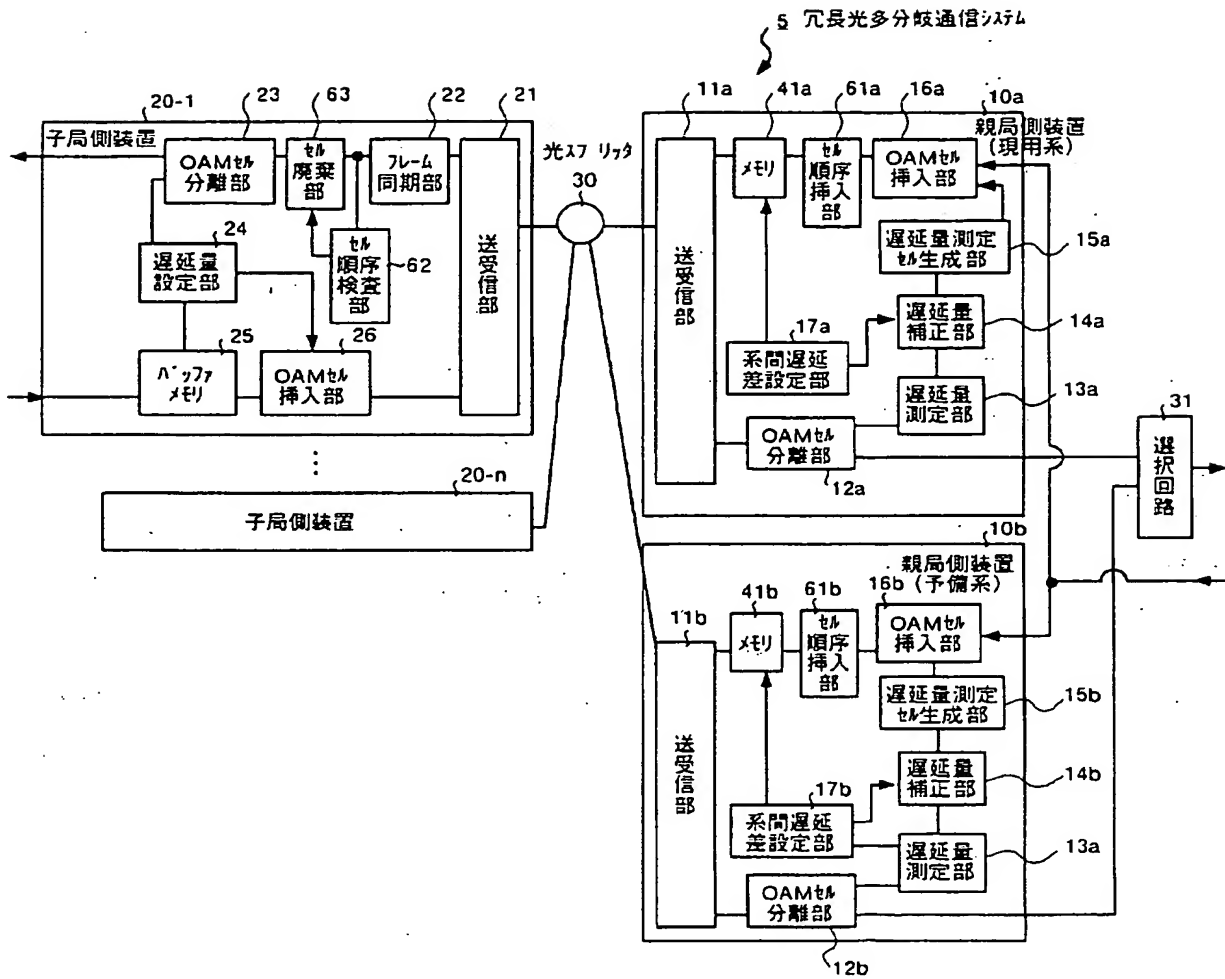 5 冗長光多分岐通信システム
20-1
23
63
22
21
子局側装置
OAMセル
分離部
セル
廃棄部
フレーム
同期部
24
遅延量
設定部
セル
順序
検査部
62
送受信部
25
バッファ
メモリ
26
OAMセル
挿入部
⋮
20-n
子局側装置
光スプリッタ
30
11a
41a
61a
16a
10a
親局側装置
(現用系)
送受信部
メモリ
セル
順序
挿入部
OAMセル
挿入部
15a
遅延量測定
セル生成部
遅延量
補正部
14a
17a
系間遅延
差設定部
遅延量
測定部
13a
OAMセル
分離部
12a
31
選択回路
10b
親局側装置
(予備系)
11b
41b
61b
16b
送受信部
メモリ
セル
順序
挿入部
OAMセル
挿入部
遅延量測定
セル生成部
15b
遅延量
補正部
14b
17b
系間遅延
差設定部
遅延量
測定部
13a
OAMセル
分離部
12b